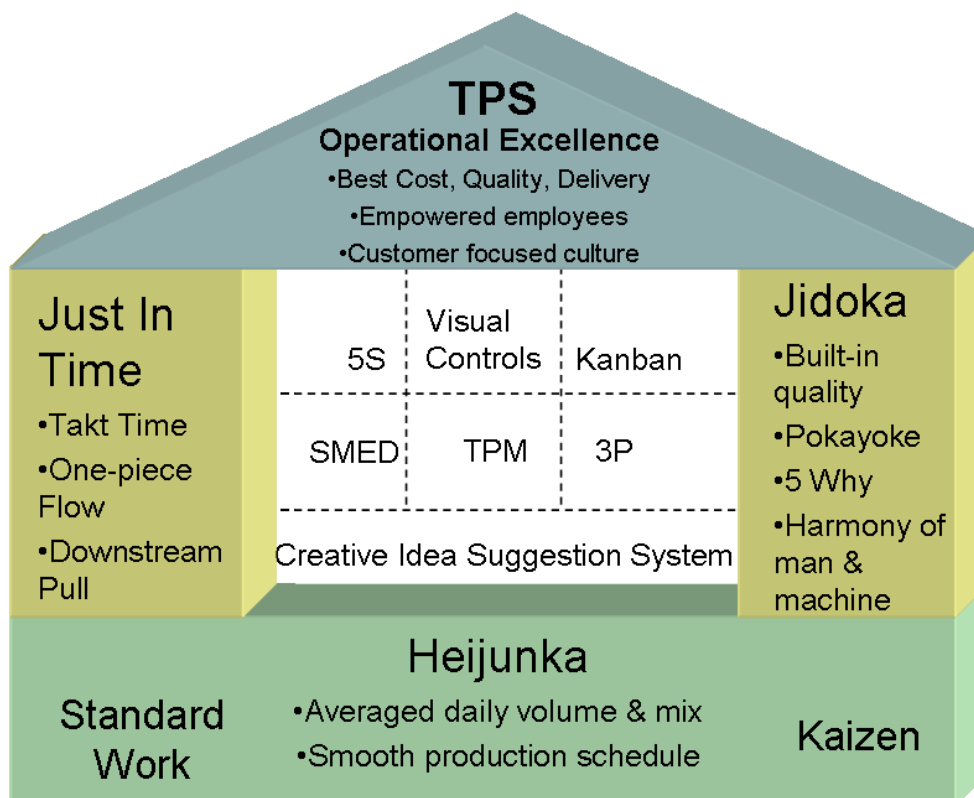 TPS
Operational Excellence
•Best Cost, Quality, Delivery
•Empowered employees
•Customer focused culture
Just In
Time
•Takt Time
•One-piece
Flow
•Downstream
Pull
5S
Visual
Controls
Kanban
SMED
TPM
3P
Creative Idea Suggestion System
Jidoka
•Built-in
quality
•Pokayoke
•5 Why
•Harmony of
man &
machine
Standard
Work
Heijunka
•Averaged daily volume & mix
•Smooth production schedule
Kaizen